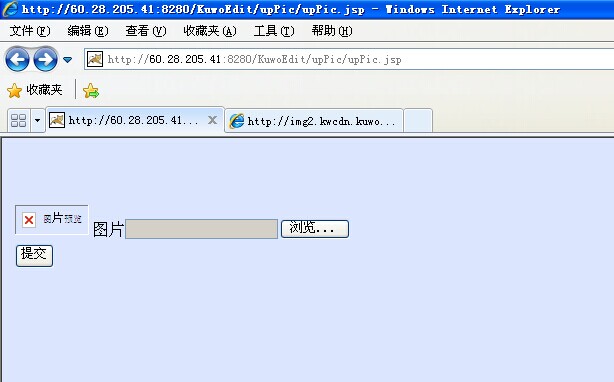 http://60.28.205.41:8280/KuwoEdit/upPic/upPic.jsp - Windows Internet Explorer
文件(F) 编辑(E) 查看(V) 收藏夹(A) 工具(T) 帮助(H)
http://60.28.205.41:8280/KuwoEdit/upPic/upPic.jsp
收藏夹
http://60.28.205.41... http://img2.kwcdn.kuwo...
图片预览 图片 浏览...
提交